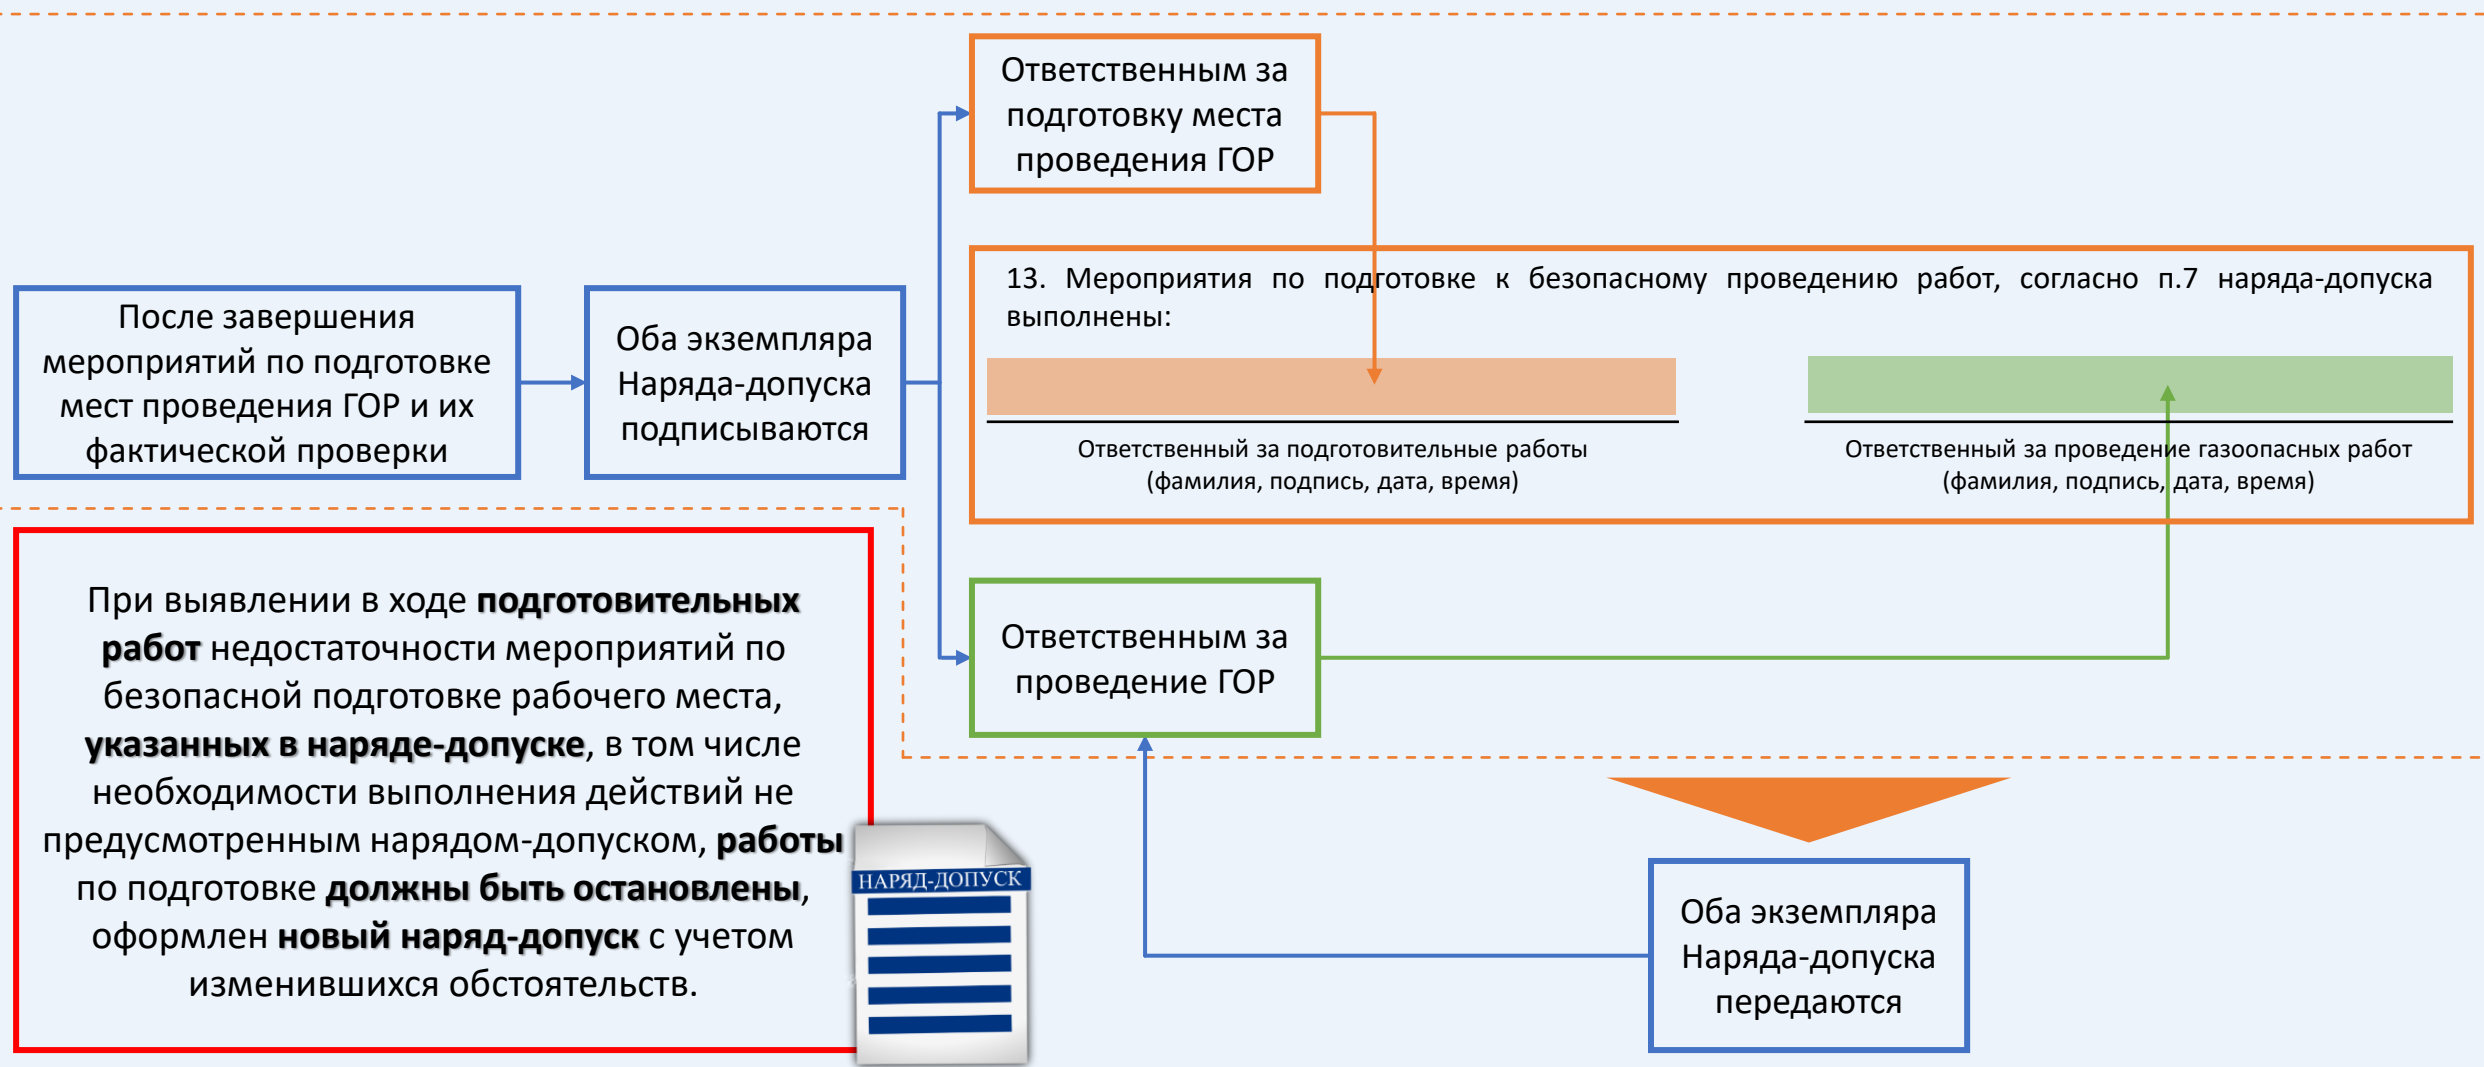 Ответственным за
подготовку места
проведения ГОР
После завершения
мероприятий по подготовке
мест проведения ГОР и их
фактической проверки
Оба экземпляра
Наряда-допуска
подписываются
13. Мероприятия по подготовке к безопасному проведению работ, согласно п.7 наряда-допуска
выполнены:
Ответственный за подготовительные работы
(фамилия, подпись, дата, время)
Ответственный за проведение газоопасных работ
(фамилия, подпись, дата, время)
Ответственным за
проведение ГОР
При выявлении в ходе подготовительных
работ недостаточности мероприятий по
безопасной подготовке рабочего места,
указанных в наряде-допуске, в том числе
необходимости выполнения действий не
предусмотренным нарядом-допуском, работы
по подготовке должны быть остановлены,
оформлен новый наряд-допуск с учетом
изменившихся обстоятельств.
НАРЯД-ДОПУСК
Оба экземпляра
Наряда-допуска
передаются